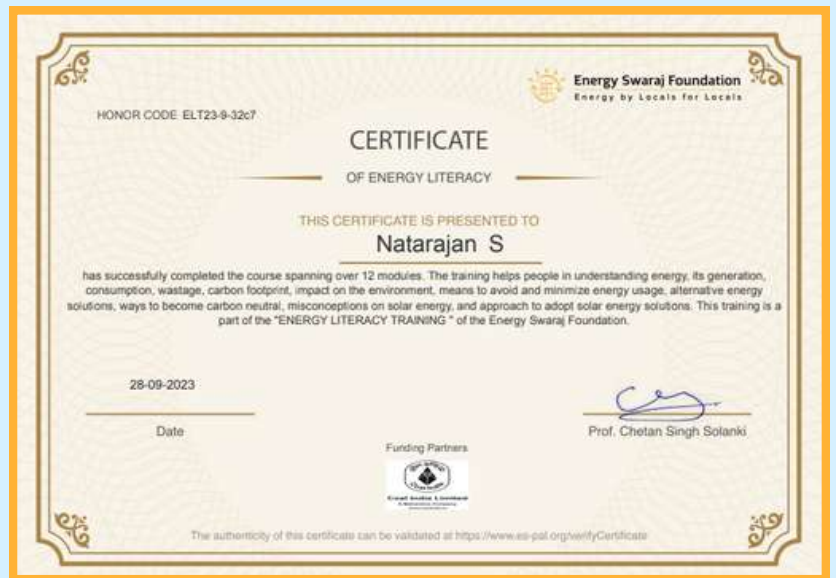 Energy Swaraj Foundation
Energy by Locals for Locals
HONOR CODE ELT23-9-32c7
CERTIFICATE
OF ENERGY LITERACY
THIS CERTIFICATE IS PRESENTED TO
Natarajan S
has successfully completed the course spanning over 12 modules. The training helps people in understanding energy, its generation,
consumption, wastage, carbon footprint, impact on the environment, means to avoid and minimize energy usage, alternative energy
solutions, ways to become carbon neutral, misconceptions on solar energy, and approach to adopt solar energy solutions. This training is a
part of the "ENERGY LITERACY TRAINING " of the Energy Swaraj Foundation.
28-09-2023
Date
Prof. Chetan Singh Solanki
Funding Partners
Coal India Limited
The authenticity of this certificate can be validated at https://www.es-pal.org/verifyCertificate